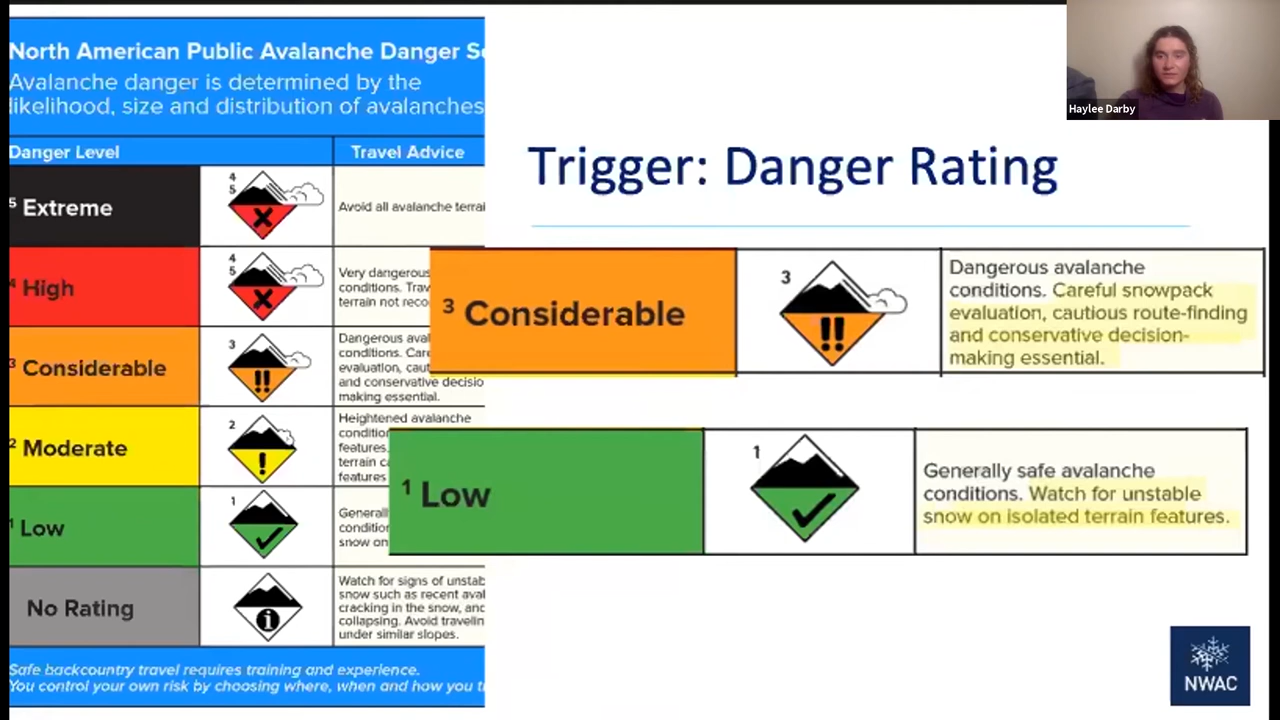 North American Public Avalanche Danger S
Avalanche danger is determined by the
likelihood, size and distribution of avalanches
Danger Level
Travel Advice
4
5
5 Extreme
Avoid all avalanche terrai
4
5
4 High
Very dangerous
conditions. Trav
terrain not reco
3
3 Considerable
Dangerous aval
conditions. Care
evaluation, caut
and conservative decisio
making essential.
2
2 Moderate
Heightened avalanche
condition
features.
terrain ca
features
1
1 Low
Generall
condition
snow on
No Rating
Watch for signs of unstab
snow such as recent aval
cracking in the snow, and
collapsing. Avoid travelin
under similar slopes.
Safe backcountry travel requires training and experience.
You control your own risk by choosing where, when and how you t
Trigger: Danger Rating
3 Considerable
3
Dangerous avalanche
conditions. Careful snowpack
evaluation, cautious route-finding
and conservative decision-
making essential.
1 Low
1
Generally safe avalanche
conditions. Watch for unstable
snow on isolated terrain features.
NWAC
Haylee Darby